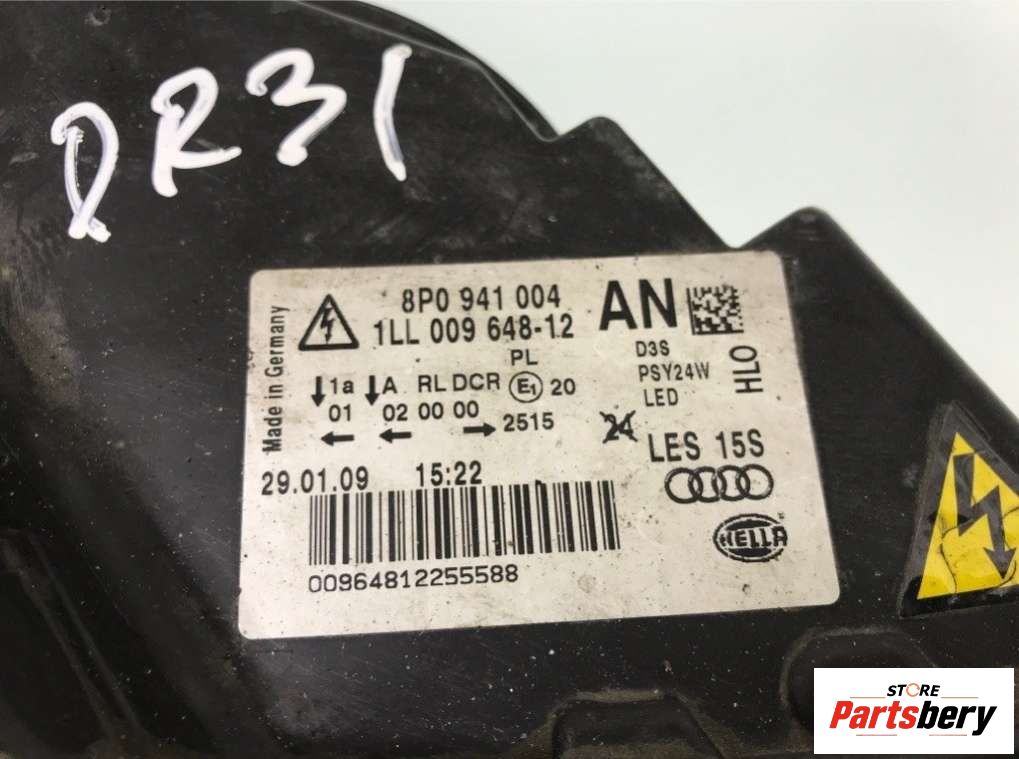 DR31
8P0 941 004 AN
1LL 009 648-12
Made in Germany
PL
D3S
PSY24W
LED
HLO
1a A RL DCR E1 20
01 02 00 00 2515
24
LES 15S
29.01.09 15:22
HELLA ®
00964812255588
STORE
Partsbery